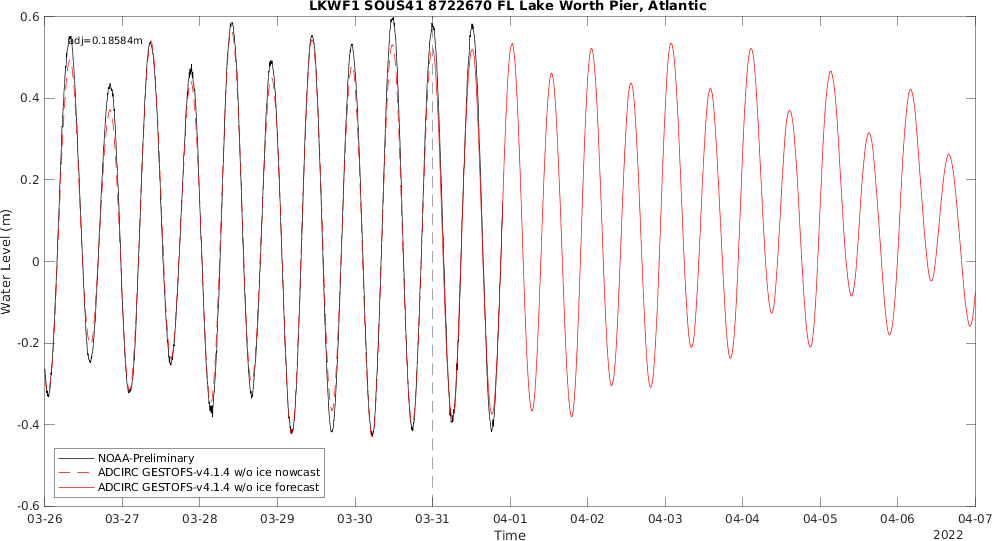 LKWF1 SOUS41 8722670 FL Lake Worth Pier, Atlantic
adj=0.18584m
0.6
0.4
0.2
0
-0.2
-0.4
-0.6
Water Level (m)
NOAA-Preliminary
ADCIRC GESTOFS-v4.1.4 w/o ice nowcast
ADCIRC GESTOFS-v4.1.4 w/o ice forecast
03-26 03-27 03-28 03-29 03-30 03-31 04-01 04-02 04-03 04-04 04-05 04-06 04-07
Time
2022